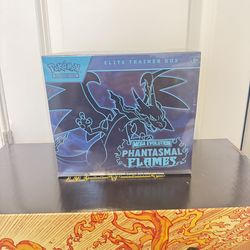 Pokémon
ELITE TRAINER BOX
MEGA EVOLUTION
PHANTASMAL
FLAMES